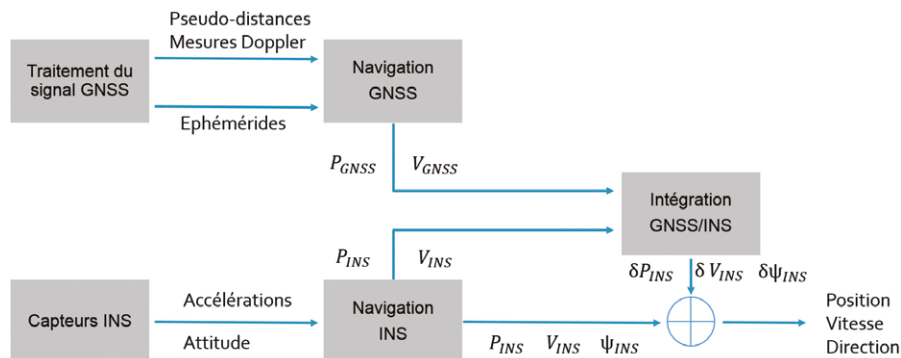 Pseudo-distances
Mesures Doppler
Traitement du
signal GNSS
Navigation
GNSS
Ephémérides
P_GNSS V_GNSS
Intégration
GNSS/INS
P_INS V_INS
δP_INS δ V_INS δψ_INS
Accélérations
Capteurs INS
Attitude
Navigation
INS
P_INS V_INS ψ_INS
Position
Vitesse
Direction